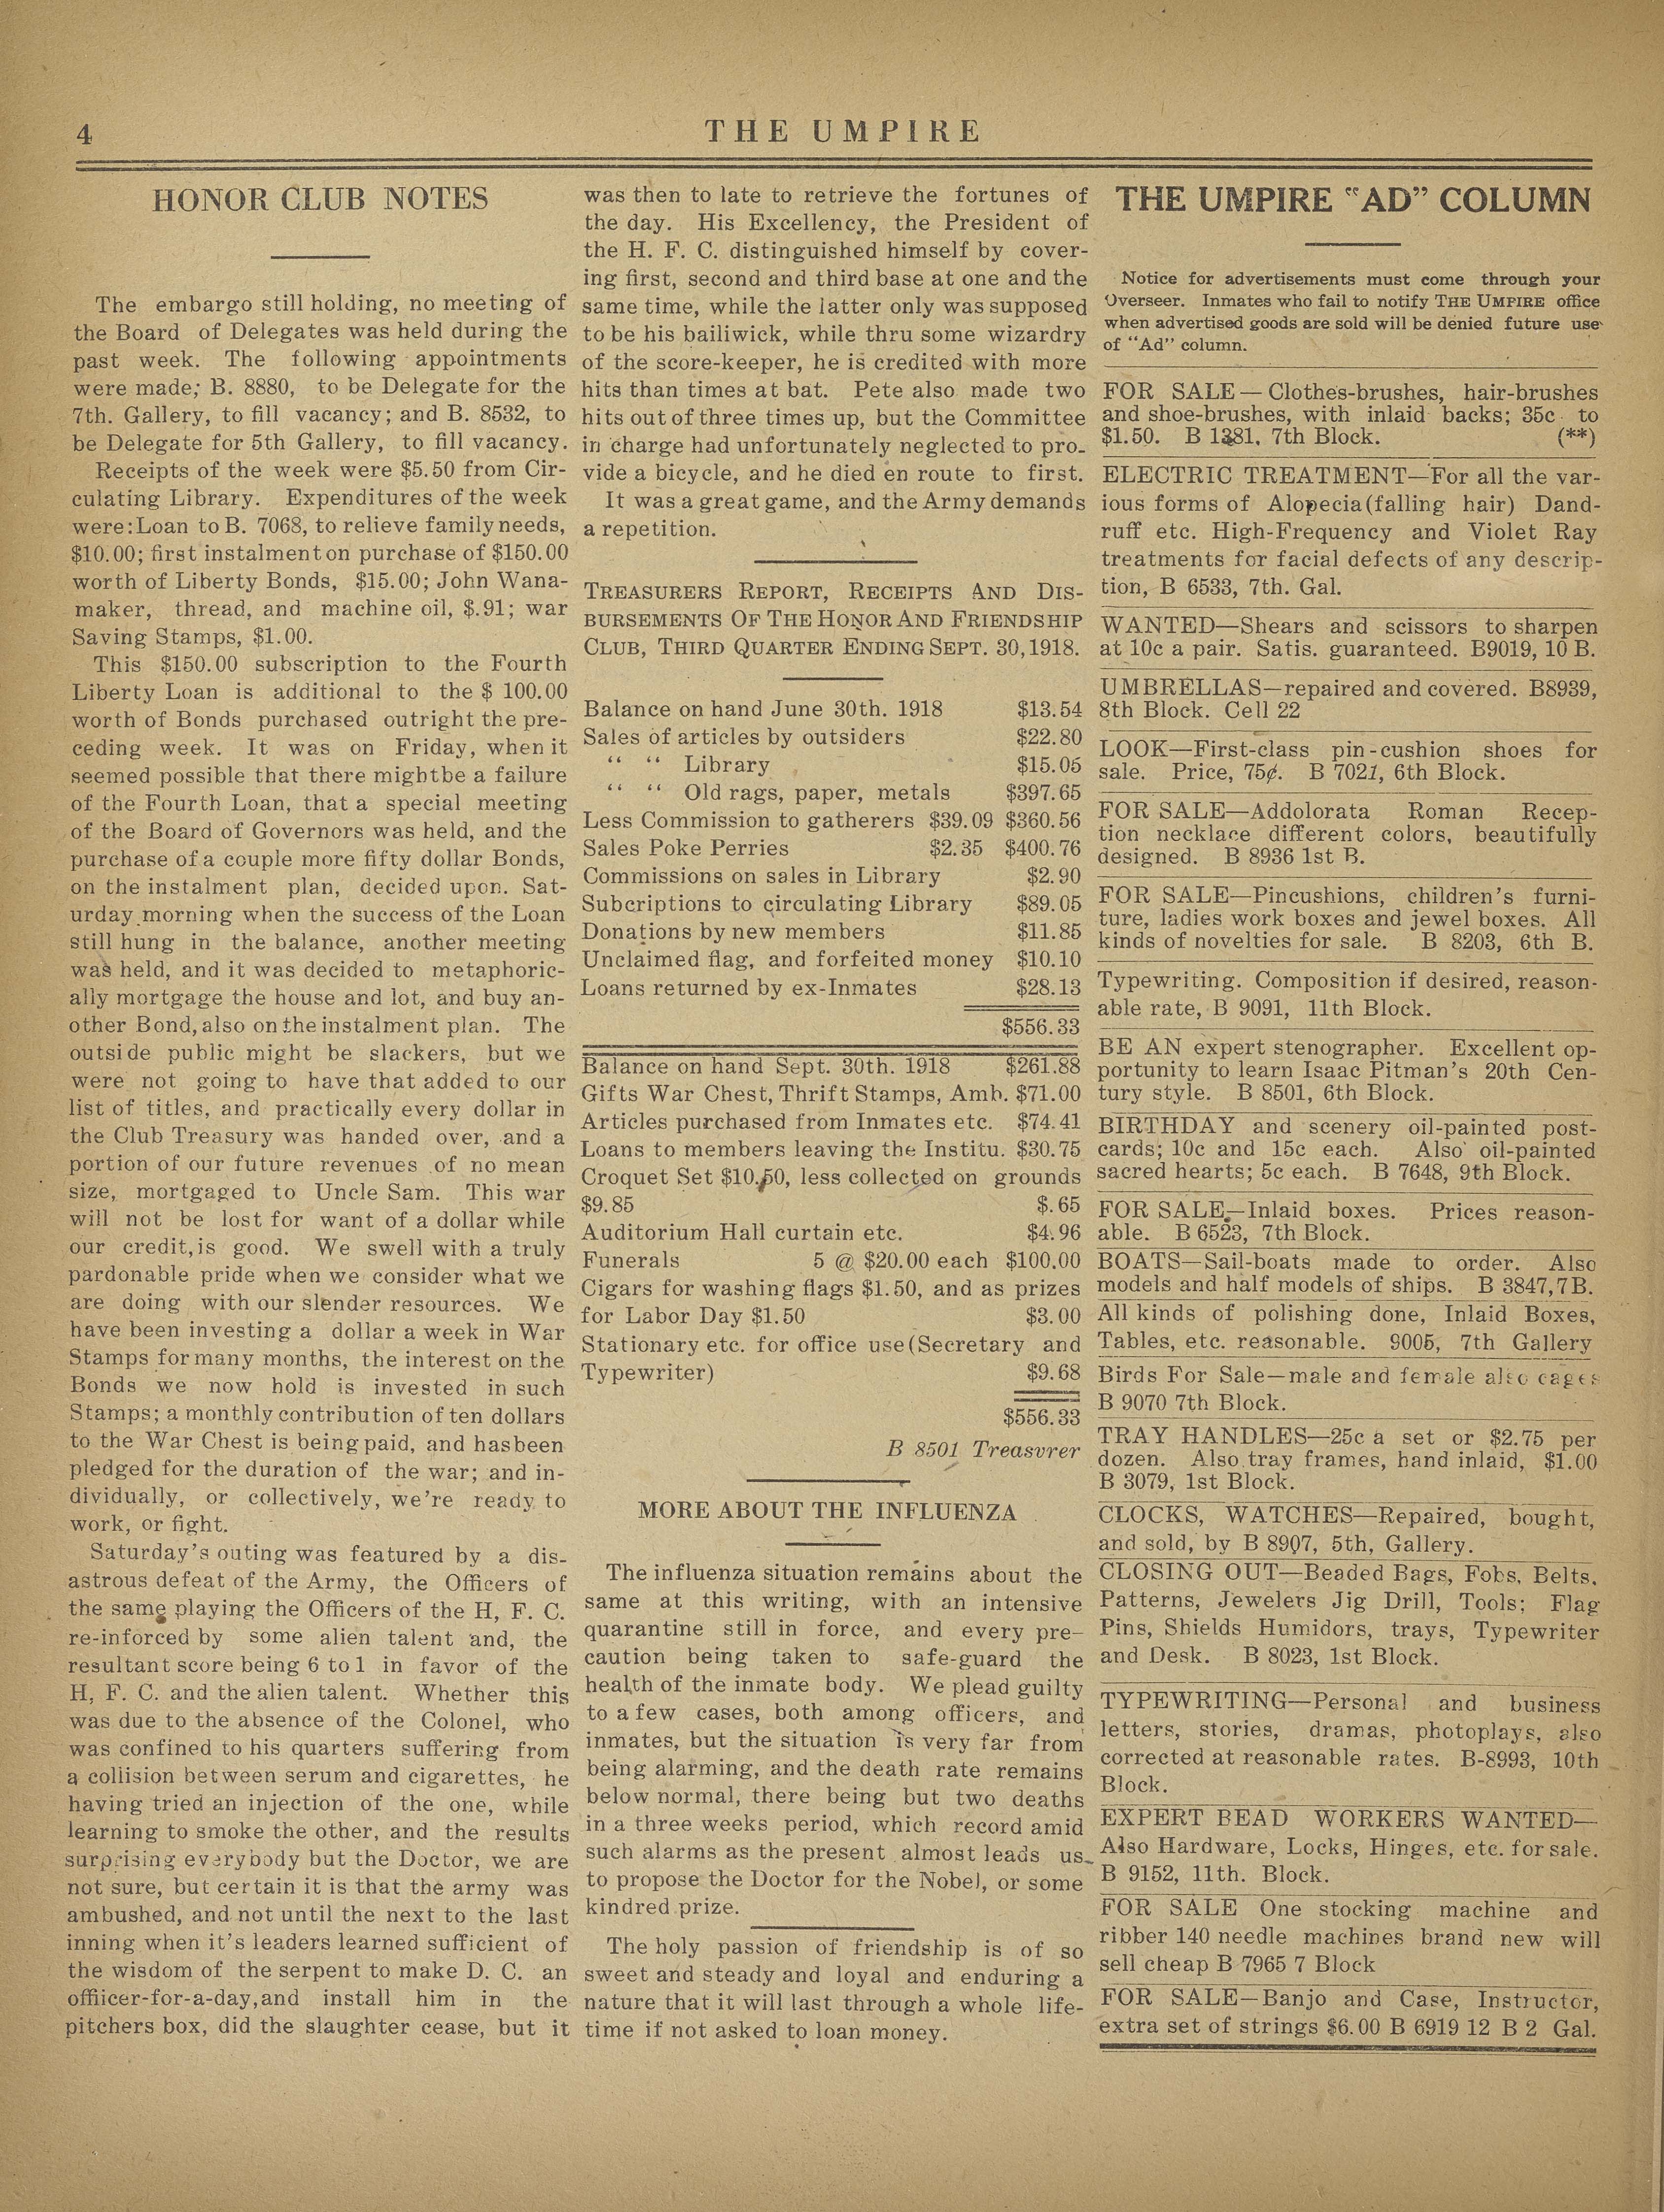 4
THE UMPIRE
HONOR CLUB NOTES
The embargo still holding, no meeting of
the Board of Delegates was held during the
past week. The following appointments
were made; B. 8880, to be Delegate for the
7th. Gallery, to fill vacancy; and B. 8532, to
be Delegate for 5th Gallery, to fill vacancy.
Receipts of the week were $5.50 from Cir-
culating Library. Expenditures of the week
were:Loan to B. 7068, to relieve family needs,
$10.00; first instalment on purchase of $150.00
worth of Liberty Bonds, $15.00; John Wana-
maker, thread, and machine oil, $.91; war
Saving Stamps, $1.00.
This $150.00 subscription to the Fourth
Liberty Loan is additional to the $ 100.00
worth of Bonds purchased outright the pre-
ceding week. It was on Friday, when it
seemed possible that there mightbe a failure
of the Fourth Loan, that a special meeting
of the Board of Governors was held, and the
purchase of a couple more fifty dollar Bonds,
on the instalment plan, decided upon. Sat-
urday morning when the success of the Loan
still hung in the balance, another meeting
was held, and it was decided to metaphoric-
ally mortgage the house and lot, and buy an-
other Bond, also on the instalment plan. The
outside public might be slackers, but we
were not going to have that added to our
list of titles, and practically every dollar in
the Club Treasury was handed over, and a
portion of our future revenues of no mean
size, mortgaged to Uncle Sam. This war
will not be lost for want of a dollar while
our credit, is good. We swell with a truly
pardonable pride when we consider what we
are doing with our slender resources. We
have been investing a dollar a week in War
Stamps for many months, the interest on the
Bonds we now hold is invested in such
Stamps; a monthly contribution of ten dollars
to the War Chest is being paid, and hasbeen
pledged for the duration of the war; and in-
dividually, or collectively, we're ready to
work, or fight.
Saturday's outing was featured by a dis-
astrous defeat of the Army, the Officers of
the same playing the Officers of the H, F. C.
re-inforced by some alien talent and, the
resultant score being 6 to 1 in favor of the
H, F. C. and the alien talent. Whether this
was due to the absence of the Colonel, who
was confined to his quarters suffering from
a collision between serum and cigarettes, he
having tried an injection of the one, while
learning to smoke the other, and the results
surprising everybody but the Doctor, we are
not sure, but certain it is that the army was
ambushed, and not until the next to the last
inning when it's leaders learned sufficient of
the wisdom of the serpent to make D. C. an
offiicer-for-a-day, and install him in the
pitchers box, did the slaughter cease, but it
was then to late to retrieve the fortunes of
the day. His Excellency, the President of
the H. F. C. distinguished himself by cover-
ing first, second and third base at one and the
same time, while the latter only was supposed
to be his bailiwick, while thru some wizardry
of the score-keeper, he is credited with more
hits than times at bat. Pete also made two
hits out of three times up, but the Committee
in charge had unfortunately neglected to pro-
vide a bicycle, and he died en route to first.
It was a great game, and the Army demands
a repetition.
TREASURERS REPORT, RECEIPTS AND DIS-
BURSEMENTS OF THE HONOR AND FRIENDSHIP
CLUB, THIRD QUARTER ENDING SEPT. 30, 1918.
Balance on hand June 30th. 1918 $13.54
Sales of articles by outsiders $22.80
“ “ Library $15.05
“ “ Old rags, paper, metals $397.65
Less Commission to gatherers $39.09 $360.56
Sales Poke Perries $2.35 $400.76
Commissions on sales in Library $2.90
Subcriptions to circulating Library $89.05
Donations by new members $11.85
Unclaimed flag, and forfeited money $10.10
Loans returned by ex-Inmates $28.13
$556.33
Balance on hand Sept. 30th. 1918 $261.88
Gifts War Chest, Thrift Stamps, Amb. $71.00
Articles purchased from Inmates etc. $74.41
Loans to members leaving the Institu. $30.75
Croquet Set $10.50, less collected on grounds
$9.85 $.65
Auditorium Hall curtain etc. $4.96
Funerals 5 @ $20.00 each $100.00
Cigars for washing flags $1.50, and as prizes
for Labor Day $1.50 $3.00
Stationary etc. for office use (Secretary and
Typewriter) $9.68
$556.33
B 8501 Treasvrer
MORE ABOUT THE INFLUENZA
The influenza situation remains about the
same at this writing, with an intensive
quarantine still in force, and every pre-
caution being taken to safe-guard the
health of the inmate body. We plead guilty
to a few cases, both among officers, and
inmates, but the situation is very far from
being alarming, and the death rate remains
below normal, there being but two deaths
in a three weeks period, which record amid
such alarms as the present almost leads us
to propose the Doctor for the Nobel, or some
kindred prize.
The holy passion of friendship is of so
sweet and steady and loyal and enduring a
nature that it will last through a whole life-
time if not asked to loan money.
THE UMPIRE “AD” COLUMN
Notice for advertisements must come through your
Overseer. Inmates who fail to notify THE UMPIRE office
when advertised goods are sold will be denied future use
of “Ad” column.
FOR SALE — Clothes-brushes, hair-brushes
and shoe-brushes, with inlaid backs; 35c to
$1.50. B 1381, 7th Block. (**)
ELECTRIC TREATMENT—For all the var-
ious forms of Alopecia(falling hair) Dand-
ruff etc. High-Frequency and Violet Ray
treatments for facial defects of any descrip-
tion, B 6533, 7th. Gal.
WANTED—Shears and scissors to sharpen
at 10c a pair. Satis. guaranteed. B9019, 10 B.
UMBRELLAS—repaired and covered. B8939,
8th Block. Cell 22
LOOK—First-class pin-cushion shoes for
sale. Price, 75¢. B 7021, 6th Block.
FOR SALE—Addolorata Roman Recep-
tion necklace different colors, beautifully
designed. B 8936 1st B.
FOR SALE—Pincushions, children's furni-
ture, ladies work boxes and jewel boxes. All
kinds of novelties for sale. B 8203, 6th B.
Typewriting. Composition if desired, reason-
able rate, B 9091, 11th Block.
BE AN expert stenographer. Excellent op-
portunity to learn Isaac Pitman's 20th Cen-
tury style. B 8501, 6th Block.
BIRTHDAY and scenery oil-painted post-
cards; 10c and 15c each. Also oil-painted
sacred hearts; 5c each. B 7648, 9th Block.
FOR SALE—Inlaid boxes. Prices reason-
able. B 6523, 7th Block.
BOATS—Sail-boats made to order. Also
models and half models of ships. B 3847, 7B.
All kinds of polishing done, Inlaid Boxes,
Tables, etc. reasonable. 9005, 7th Gallery
Birds For Sale—male and female also cages
B 9070 7th Block.
TRAY HANDLES—25c a set or $2.75 per
dozen. Also tray frames, hand inlaid, $1.00
B 3079, 1st Block.
CLOCKS, WATCHES—Repaired, bought,
and sold, by B 8907, 5th, Gallery.
CLOSING OUT—Beaded Bags, Fobs, Belts,
Patterns, Jewelers Jig Drill, Tools; Flag
Pins, Shields Humidors, trays, Typewriter
and Desk. B 8023, 1st Block.
TYPEWRITING—Personal and business
letters, stories, dramas, photoplays, also
corrected at reasonable rates. B-8993, 10th
Block.
EXPERT BEAD WORKERS WANTED—
Also Hardware, Locks, Hinges, etc. for sale.
B 9152, 11th. Block.
FOR SALE One stocking machine and
ribber 140 needle machines brand new will
sell cheap B 7965 7 Block
FOR SALE—Banjo and Case, Instructor,
extra set of strings $6.00 B 6919 12 B 2 Gal.